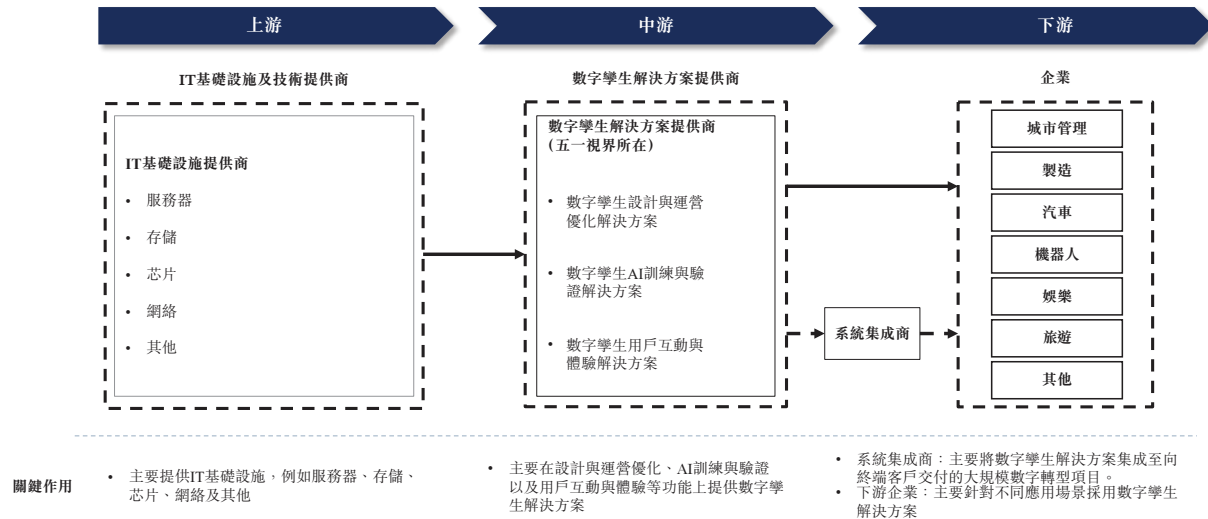 上游
中游
下游
IT基礎設施及技術提供商
數字孿生解決方案提供商
企業
IT基礎設施提供商
• 服務器
• 存儲
• 芯片
• 網絡
• 其他
數字孿生解決方案提供商
(五一視界所在)
• 數字孿生設計與運營
優化解決方案
• 數字孿生AI訓練與驗
證解決方案
• 數字孿生用戶互動與
體驗解決方案
系統集成商
城市管理
製造
汽車
機器人
娛樂
旅遊
其他
關鍵作用
• 主要提供IT基礎設施，例如服務器、存儲、
芯片、網絡及其他
• 主要在設計與運營優化、AI訓練與驗證
以及用戶互動與體驗等功能上提供數字孿
生解決方案
• 系統集成商：主要將數字孿生解決方案集成至向
終端客戶交付的大規模數字轉型項目。
• 下游企業：主要針對不同應用場景採用數字孿生
解決方案